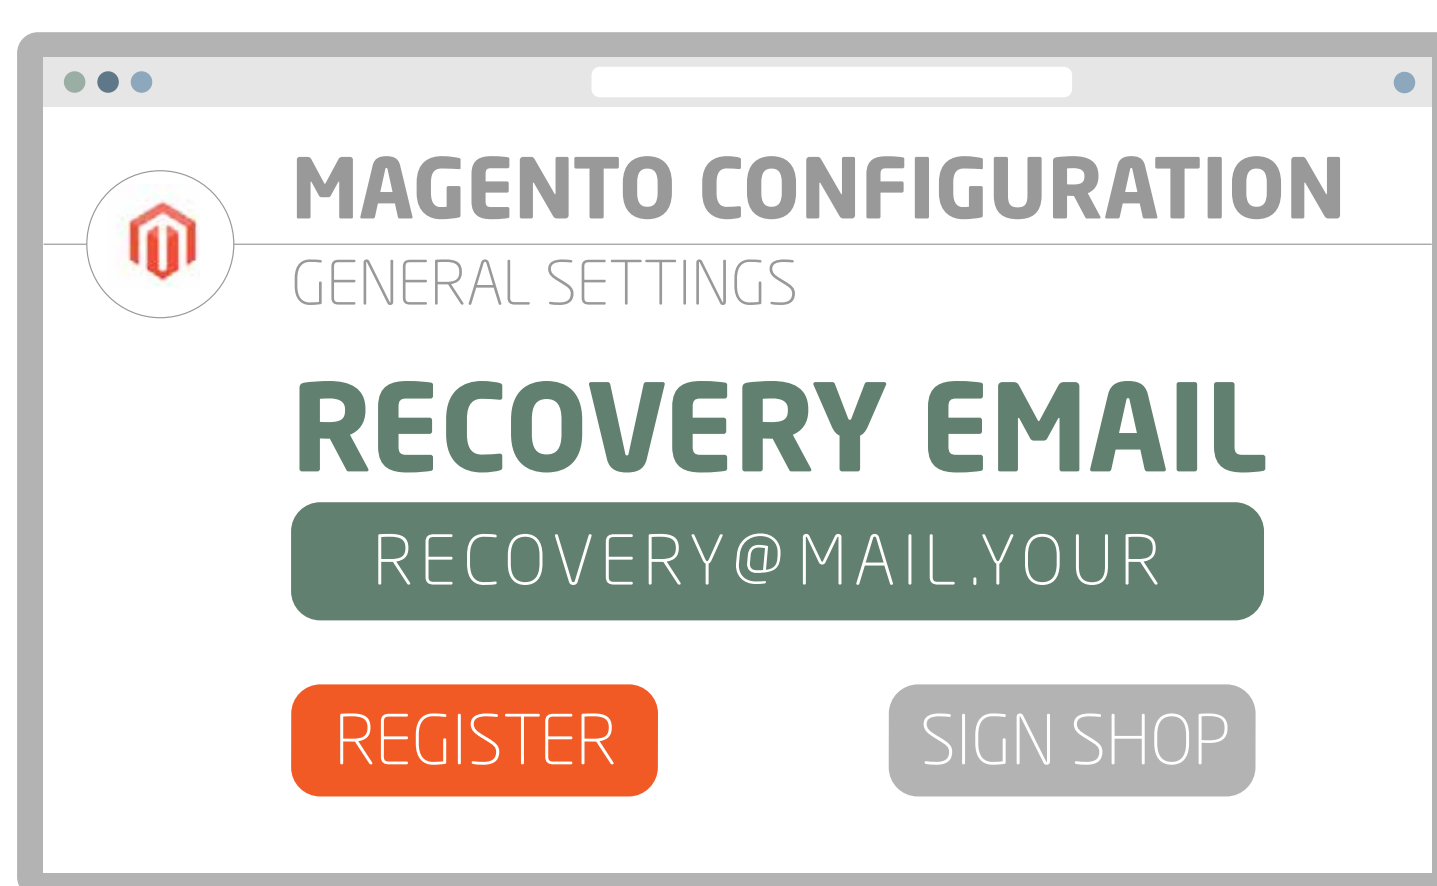 MAGENTO CONFIGURATION
GENERAL SETTINGS
RECOVERY EMAIL
RECOVERY@MAIL.YOUR
REGISTER
SIGN SHOP